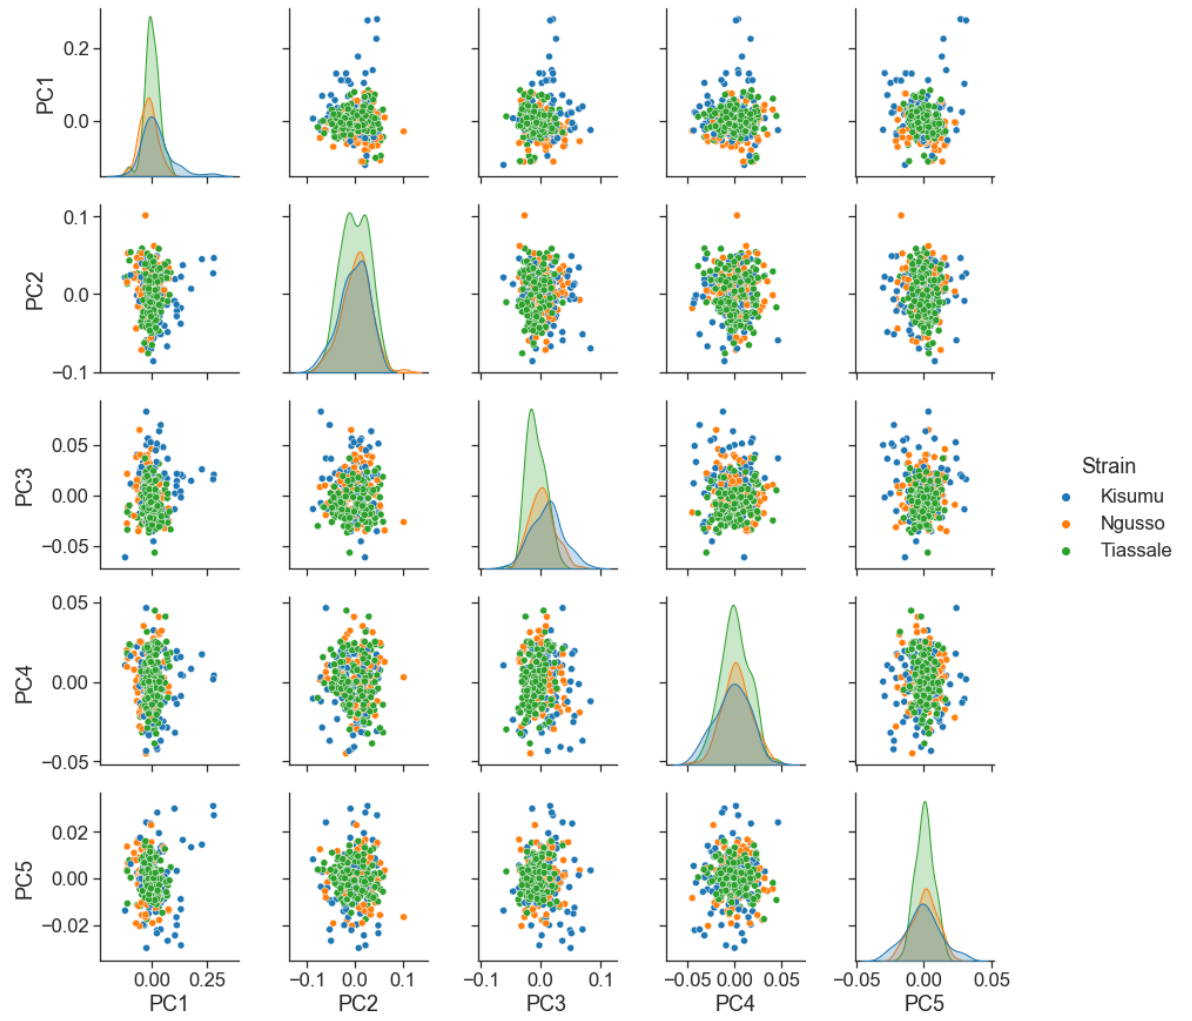 0.2
0.0
PC1
0.1
0.0
−0.1
PC2
0.05
0.00
−0.05
PC3
Strain
Kisumu
Ngusso
Tiassale
0.05
0.00
−0.05
PC4
0.02
0.00
−0.02
PC5
0.00 0.25
−0.1 0.0 0.1
−0.1 0.0 0.1
−0.05 0.00 0.05
−0.05 0.00 0.05
PC1 PC2 PC3 PC4 PC5